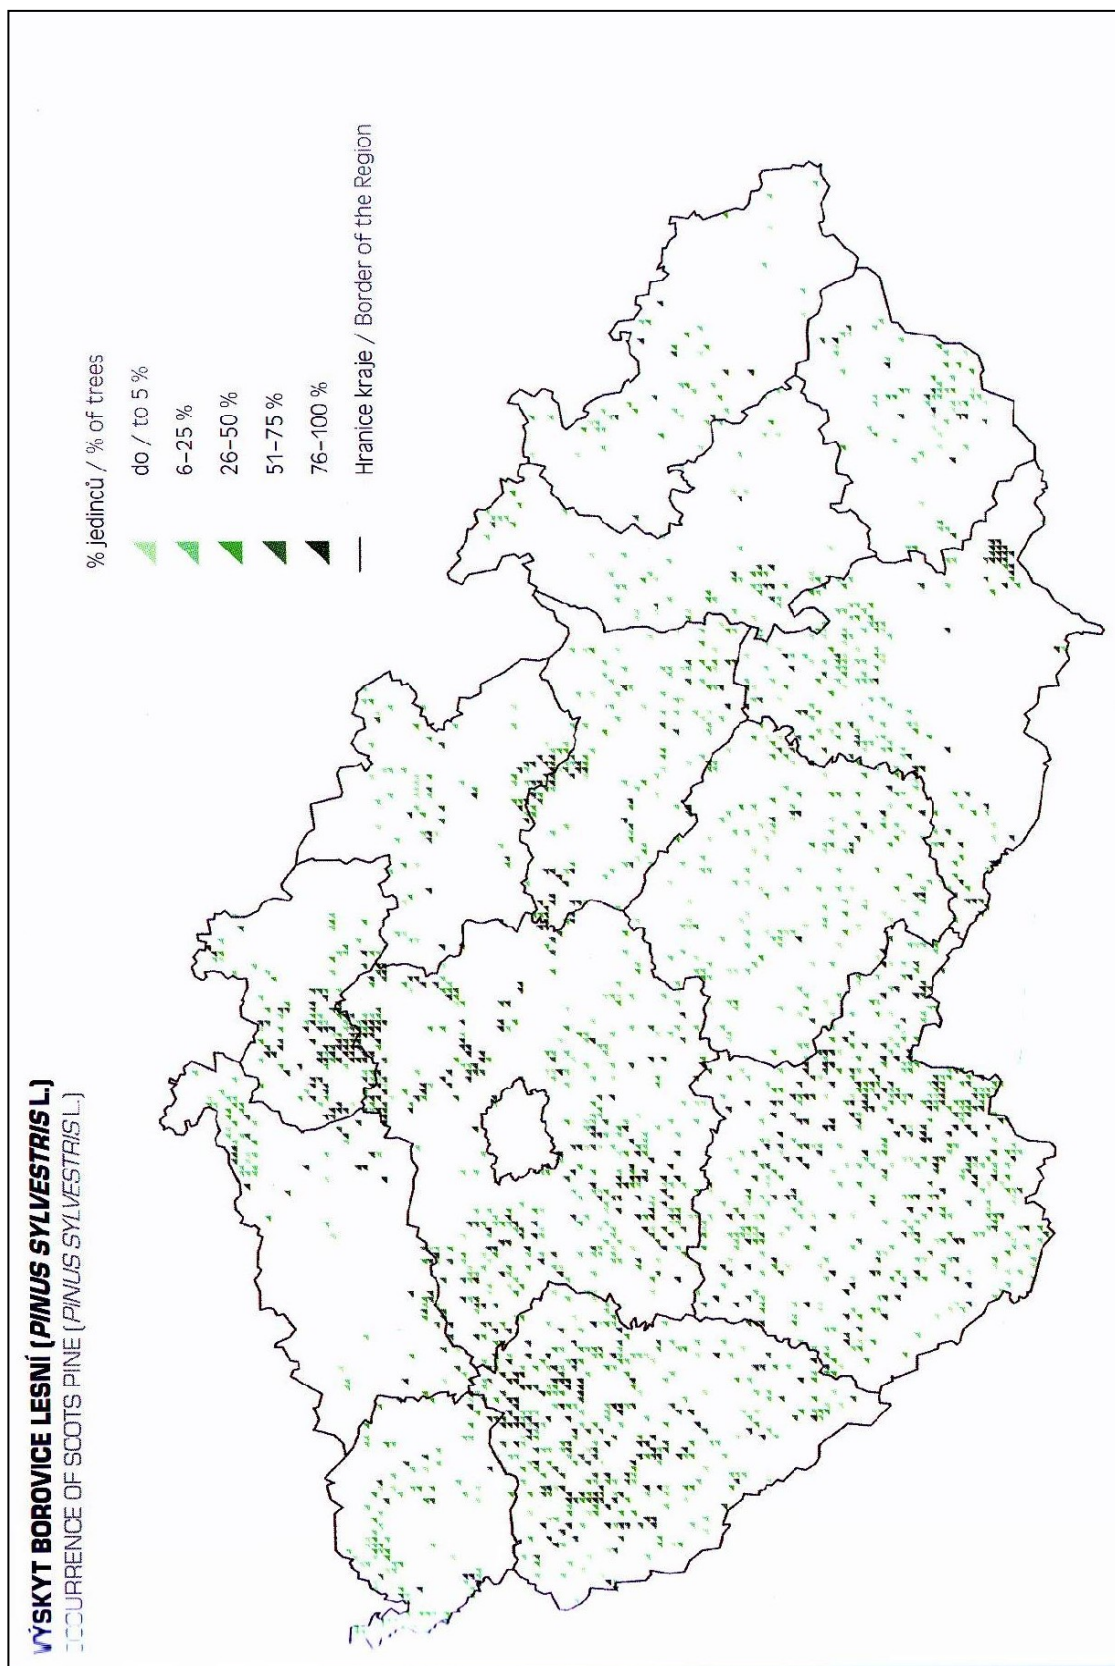 VÝSKYT BOROVICE LESNÍ (PINUS SYLVESTRIS L.)
OCCURRENCE OF SCOTS PINE (PINUS SYLVESTRIS L.)
% jedinců / % of trees
do / to 5 %
6–25 %
26–50 %
51–75 %
76–100 %
Hranice kraje / Border of the Region